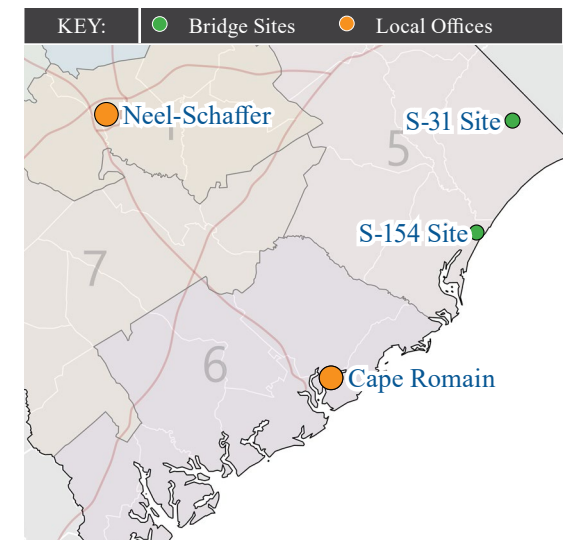 KEY: Bridge Sites Local Offices
Neel-Schaffer
1
S-31 Site
5
S-154 Site
7
6
Cape Romain